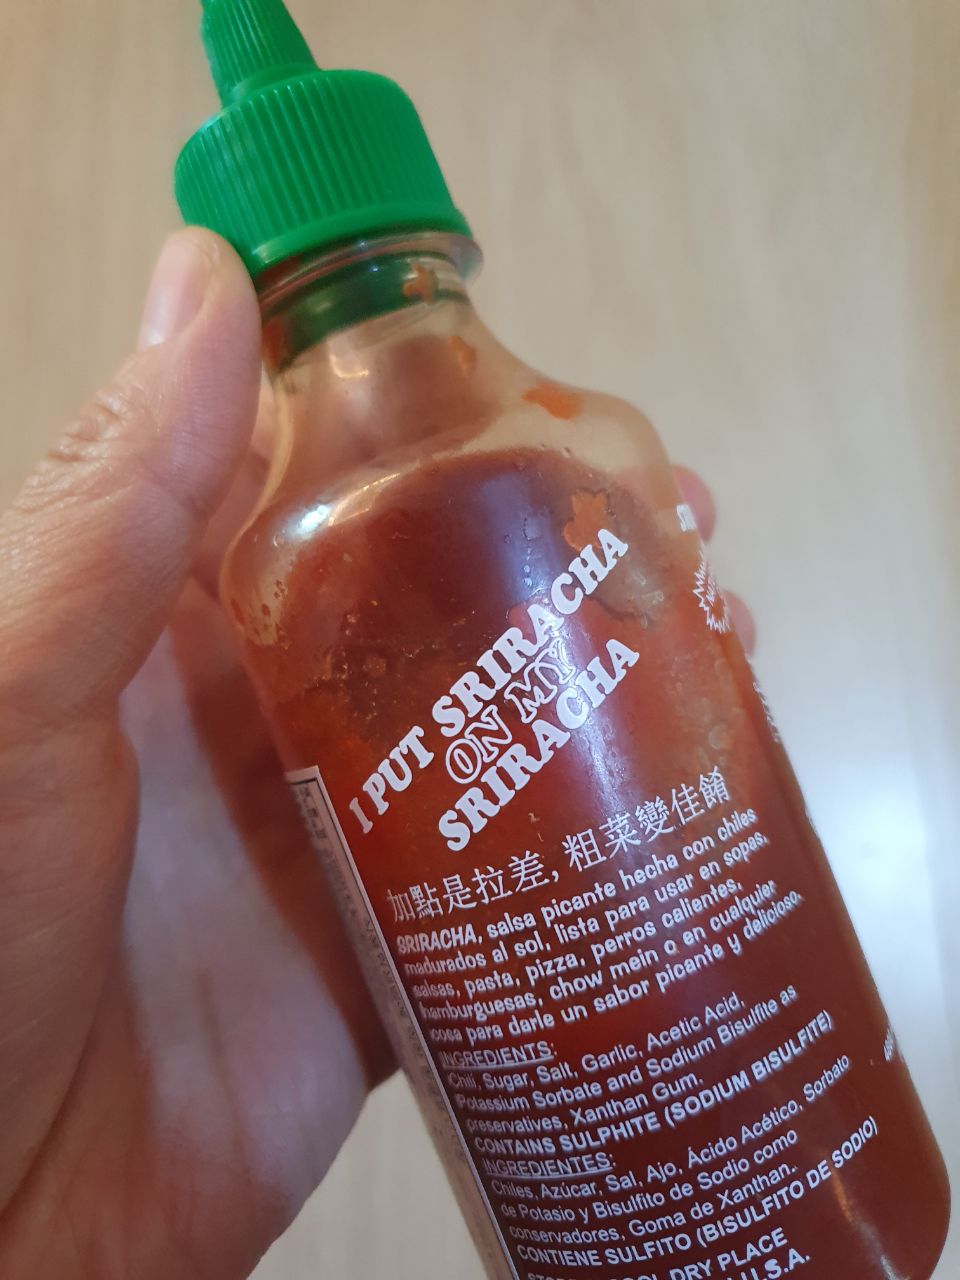 I PUT SRIRACHA
ON MY
SRIRACHA
加點是拉差, 粗菜變佳餚
SRIRACHA, salsa picante hecha con chiles
madurados al sol, lista para usar en sopas,
salsas, pasta, pizza, perros calientes,
hamburguesas, chow mein o en cualquier
cosa para darle un sabor picante y delicioso.
INGREDIENTS:
Chili, Sugar, Salt, Garlic, Acetic Acid,
Potassium Sorbate and Sodium Bisulfite as
preservatives, Xanthan Gum.
CONTAINS SULPHITE (SODIUM BISULFITE)
INGREDIENTES:
Chiles, Azúcar, Sal, Ajo, Ácido Acético, Sorbato
de Potasio y Bisulfito de Sodio como
conservadores, Goma de Xanthan.
CONTIENE SULFITO (BISULFITO DE SODIO)
DRY PLACE
U.S.A.